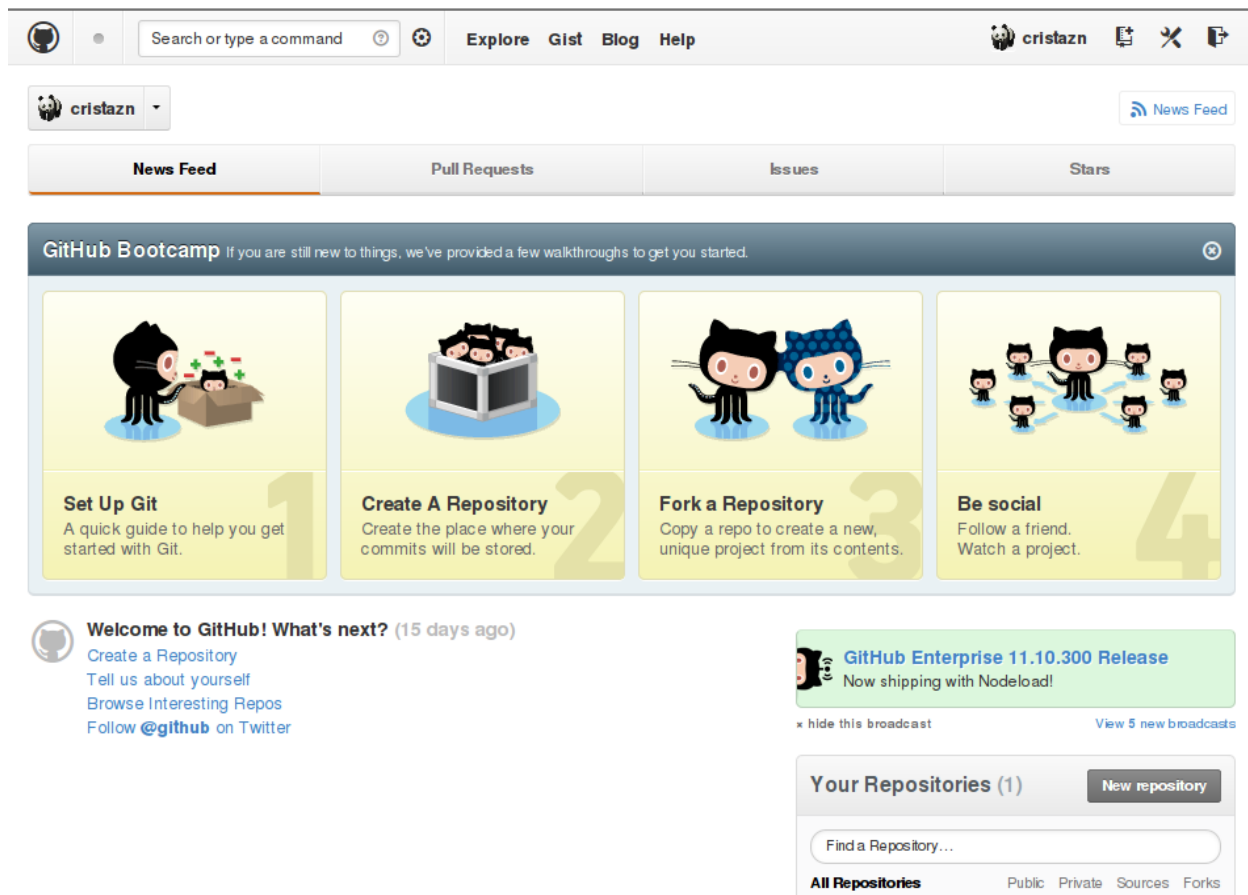 Search or type a command
Explore Gist Blog Help
cristazn
cristazn
News Feed
News Feed
Pull Requests
Issues
Stars
GitHub Bootcamp If you are still new to things, we've provided a few walkthroughs to get you started.
1
Set Up Git
A quick guide to help you get
started with Git.
2
Create A Repository
Create the place where your
commits will be stored.
3
Fork a Repository
Copy a repo to create a new,
unique project from its contents.
4
Be social
Follow a friend.
Watch a project.
Welcome to GitHub! What's next? (15 days ago)
Create a Repository
Tell us about yourself
Browse Interesting Repos
Follow @github on Twitter
GitHub Enterprise 11.10.300 Release
Now shipping with Nodeload!
× hide this broadcast
View 5 new broadcasts
Your Repositories (1)
New repository
Find a Repository…
All Repositories
Public Private Sources Forks